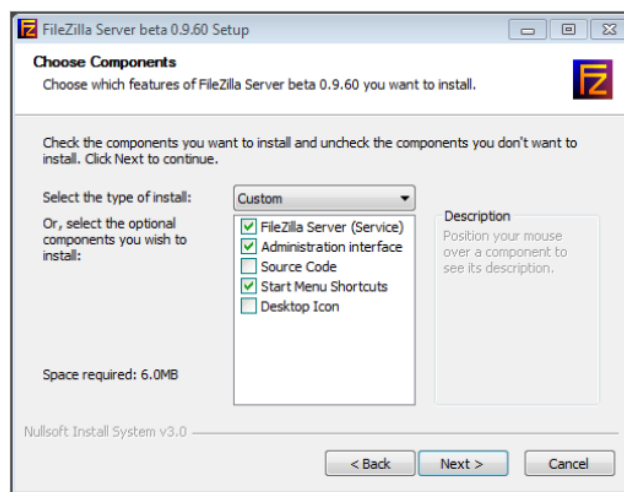 FileZilla Server beta 0.9.60 Setup
Choose Components
Choose which features of FileZilla Server beta 0.9.60 you want to install.
Fz
Check the components you want to install and uncheck the components you don't want to
install. Click Next to continue.
Select the type of install:
Custom
Or, select the optional
components you wish to
install:
FileZilla Server (Service)
Administration interface
Source Code
Start Menu Shortcuts
Desktop Icon
Description
Position your mouse
over a component to
see its description.
Space required: 6.0MB
Nullsoft Install System v3.0
< Back
Next >
Cancel